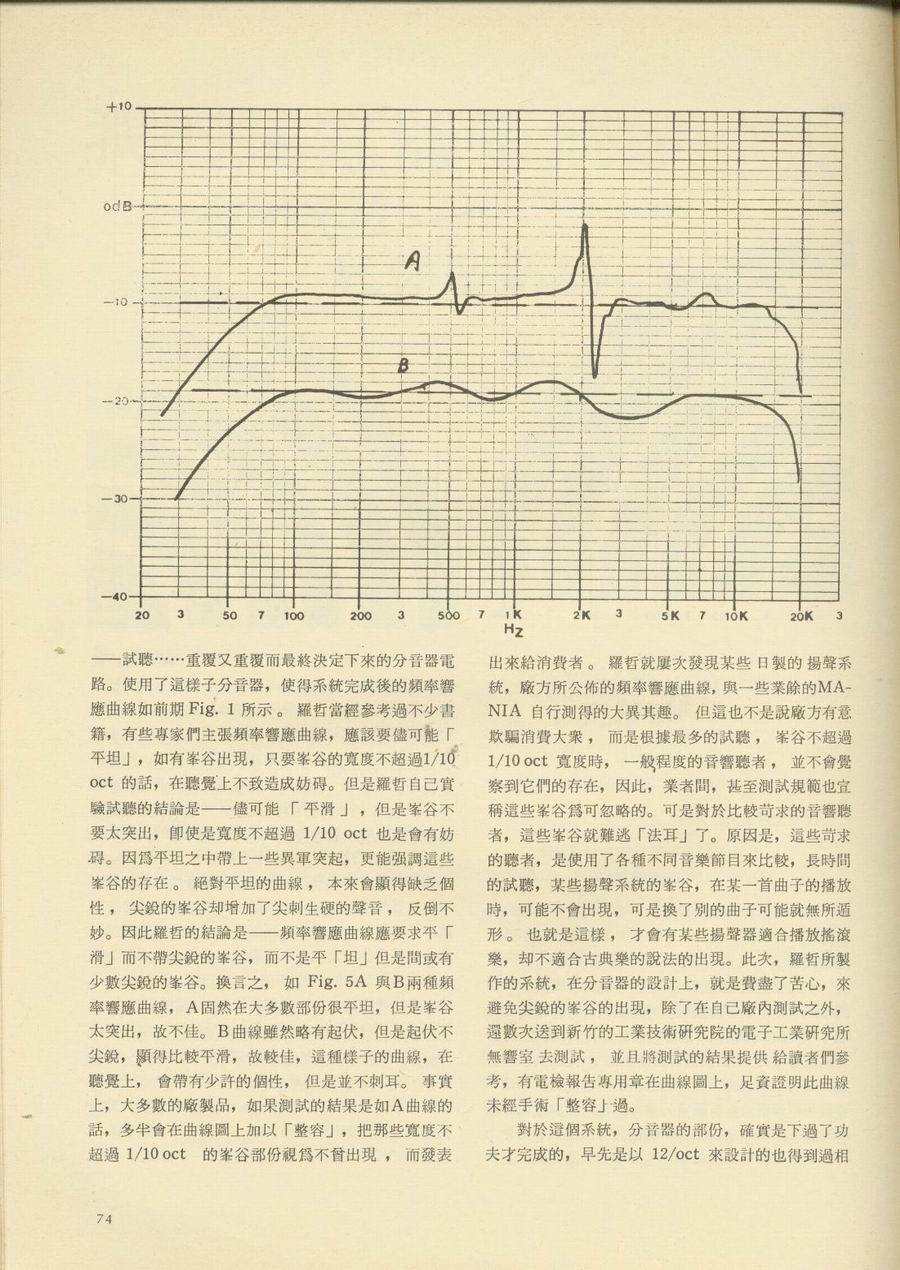 +10
0dB
A
-10
B
-20
-30
-40
20 3 50 7 100 200 3 500 7 1K 2K 3 5K 7 10K 20K 3
Hz
——試聽……重覆又重覆而最終決定下來的分音器電
路。使用了這樣子分音器，使得系統完成後的頻率響
應曲線如前期 Fig. 1 所示。 羅哲當經參考過不少書
籍，有些專家們主張頻率響應曲線，應該要儘可能「
平坦」，如有峯谷出現，只要峯谷的寬度不超過1/10
oct 的話，在聽覺上不致造成妨碍。但是羅哲自己實
驗試聽的結論是——儘可能 「 平滑 」，但是峯谷不
要太突出，卽使是寬度不超過 1/10 oct 也是會有妨
碍。因爲平坦之中帶上一些異軍突起，更能强調這些
峯谷的存在 。 絕對平坦的曲線 ， 本來會顯得缺乏個
性 ， 尖銳的峯谷却增加了尖刺生硬的聲音 ， 反倒不
妙。因此羅哲的結論是——頻率響應曲線應要求平「
滑」而不帶尖銳的峯谷，而不是平「坦」但是間或有
少數尖銳的峯谷。換言之， 如 Fig. 5A 與B兩種頻
率響應曲線， A固然在大多數部份很平坦，但是峯谷
太突出，故不佳。B曲線雖然略有起伏，但是起伏不
尖銳，顯得比較平滑，故較佳，這種樣子的曲線，在
聽覺上， 會帶有少許的個性， 但是並不刺耳。 事實
上，大多數的廠製品，如果測試的結果是如A曲線的
話，多半會在曲線圖上加以「整容」，把那些寬度不
超過 1/10 oct 的峯谷部份視爲不曾出現 ， 而發表
出來給消費者 。 羅哲就屢次發現某些 日製的 揚聲系
統，廠方所公佈的頻率響應曲線，與一些業餘的MA-
NIA 自行測得的大異其趣。 但這也不是說廠方有意
欺騙消費大衆 ， 而是根據最多的試聽 ， 峯谷不超過
1/10 oct 寬度時， 一般程度的音響聽者 ， 並不會覺
察到它們的存在，因此，業者間，甚至測試規範也宜
稱這些峯谷爲可忽略的。可是對於比較苛求的音響聽
者，這些峯谷就難逃「法耳」了。原因是，這些苛求
的聽者，是使用了各種不同音樂節目來比較，長時間
的試聽，某些揚聲系統的峯谷，在某一首曲子的播放
時，可能不會出現，可是換了別的曲子可能就無所遁
形 。 也就是這樣 ， 才會有某些揚聲器適合播放搖滾
樂，却不適合古典樂的說法的出現。此次，羅哲所製
作的系統，在分音器的設計上，就是費盡了苦心，來
避免尖銳的峯谷的出現，除了在自己廠內測試之外，
還數次送到新竹的工業技術研究院的電子工業研究所
無響室 去測試 ， 並且將測試的結果提供 給讀者們參
考，有電檢報告專用章在曲線圖上，足資證明此曲線
未經手術「整容」過。
對於這個系統，分音器的部份，確實是下過了功
夫才完成的，早先是以 12/oct 來設計的也得到過相
74